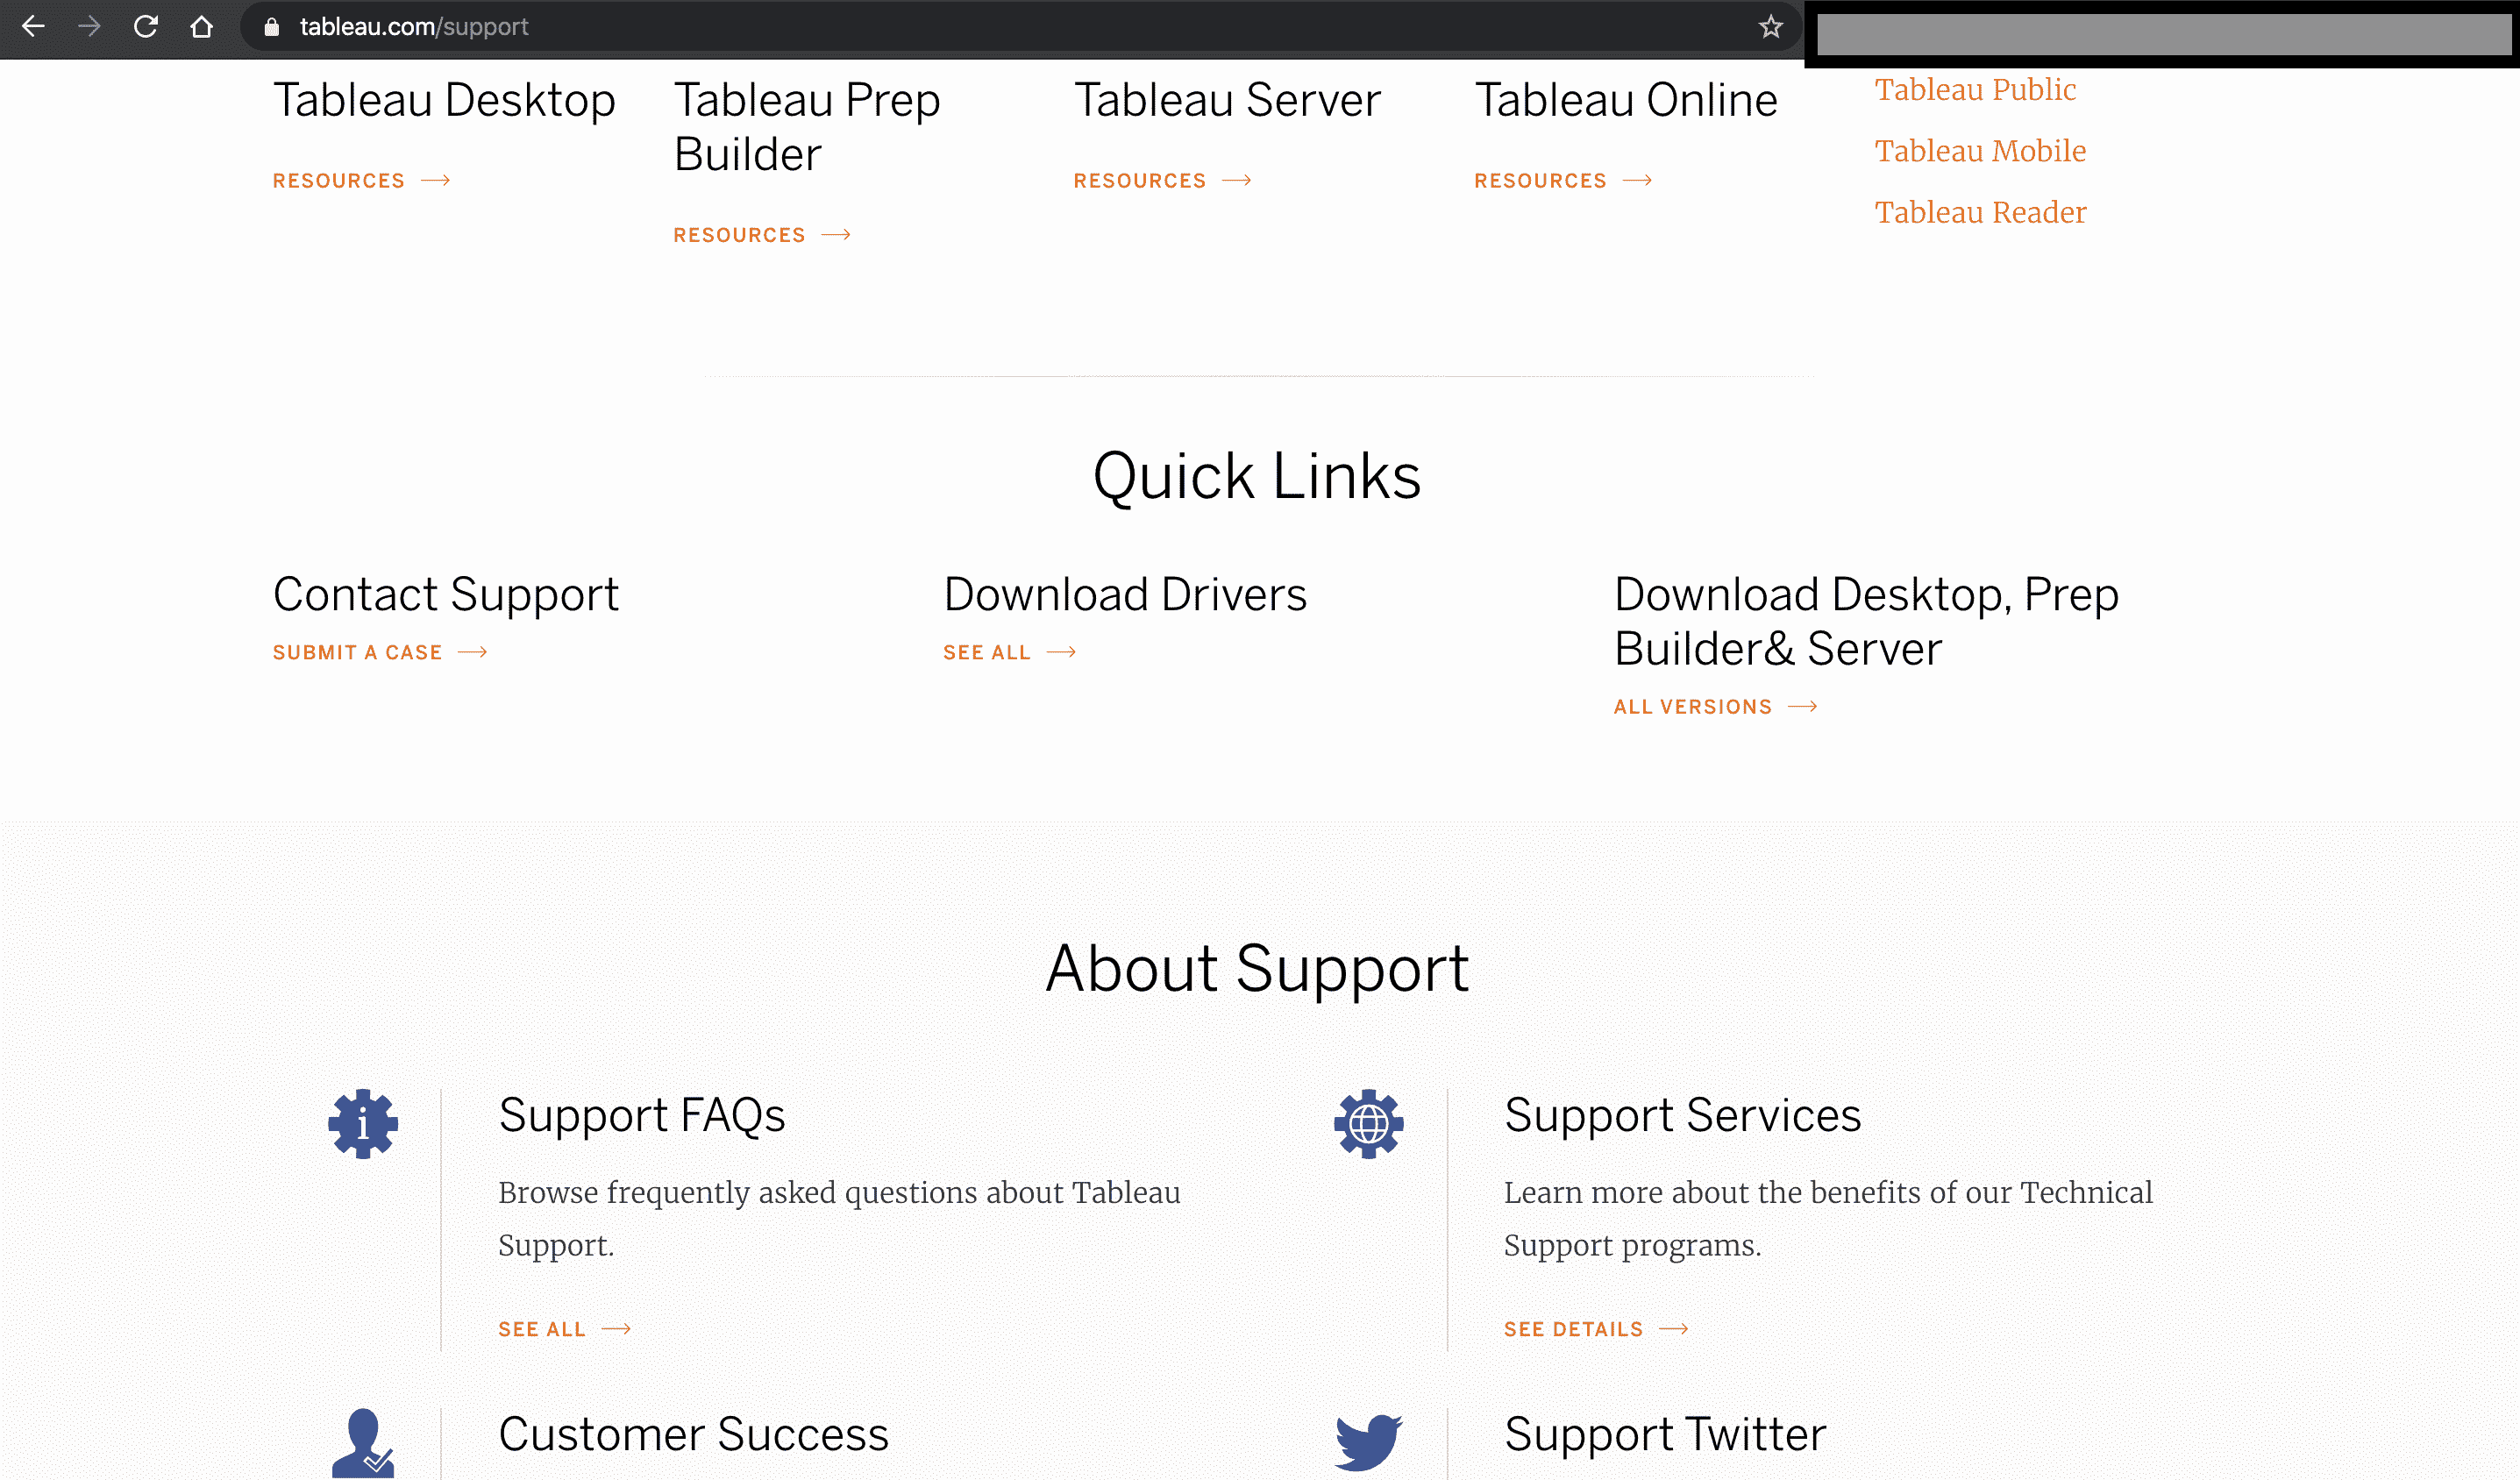 tableau.com/support
Tableau Desktop
RESOURCES
Tableau Prep
Builder
RESOURCES
Tableau Server
RESOURCES
Tableau Online
RESOURCES
Tableau Public
Tableau Mobile
Tableau Reader
Quick Links
Contact Support
SUBMIT A CASE
Download Drivers
SEE ALL
Download Desktop, Prep
Builder& Server
ALL VERSIONS
About Support
i
Support FAQs
Browse frequently asked questions about Tableau
Support.
SEE ALL
Support Services
Learn more about the benefits of our Technical
Support programs.
SEE DETAILS
Customer Success
Support Twitter